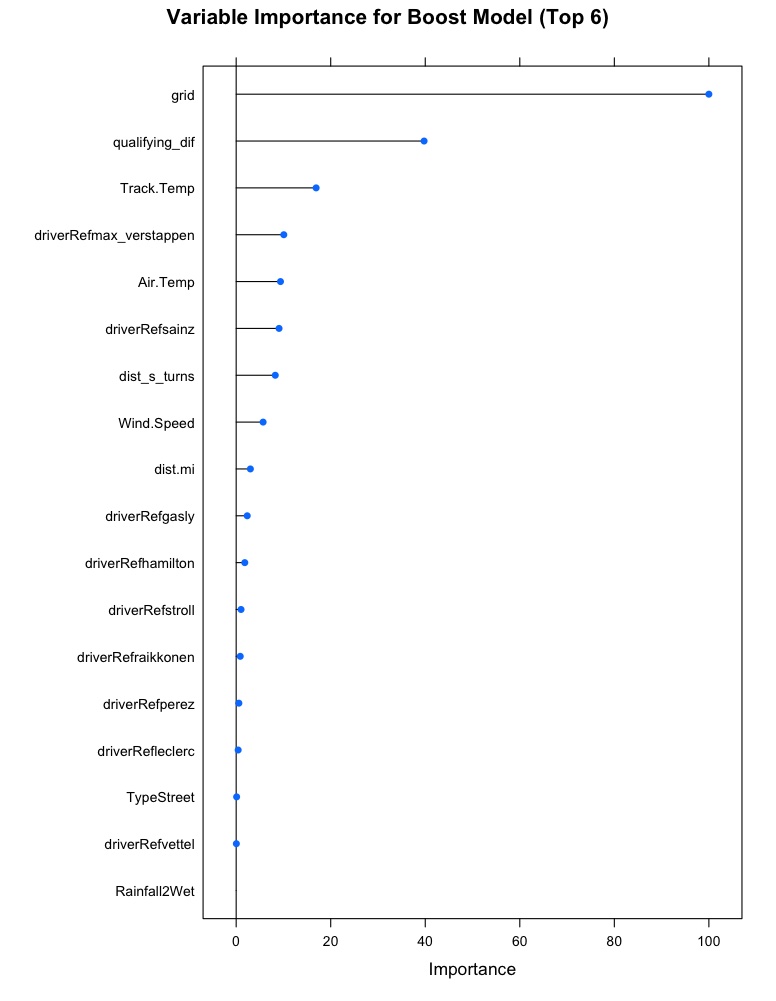 Variable Importance for Boost Model (Top 6)
grid
qualifying_dif
Track.Temp
driverRefmax_verstappen
Air.Temp
driverRefsainz
dist_s_turns
Wind.Speed
dist.mi
driverRefgasly
driverRefhamilton
driverRefstroll
driverRefraikkonen
driverRefperez
driverRefleclerc
TypeStreet
driverRefvettel
Rainfall2Wet
0 20 40 60 80 100
Importance